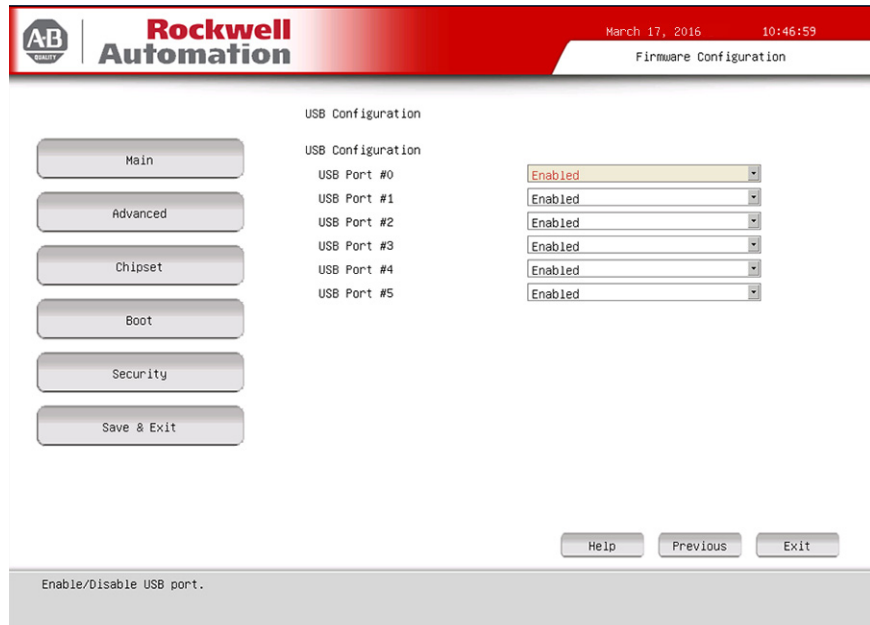 AB
QUALITY
Rockwell
Automation
March 17, 2016 10:46:59
Firmware Configuration
USB Configuration
USB Configuration
USB Port #0 Enabled
USB Port #1 Enabled
USB Port #2 Enabled
USB Port #3 Enabled
USB Port #4 Enabled
USB Port #5 Enabled
Main
Advanced
Chipset
Boot
Security
Save & Exit
Help Previous Exit
Enable/Disable USB port.